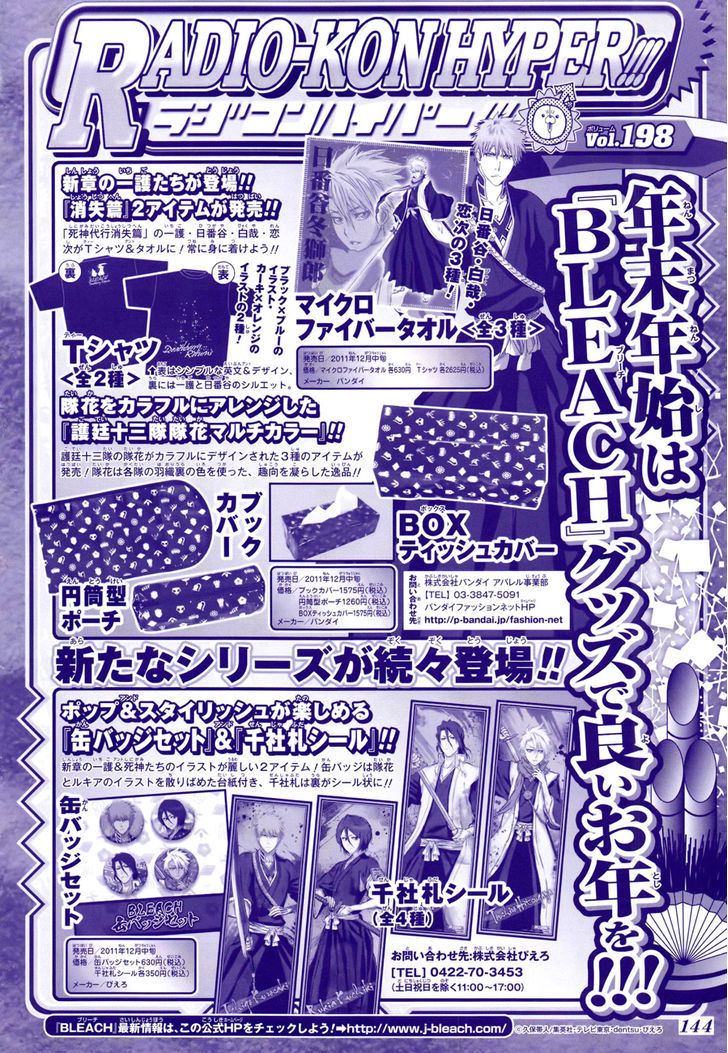 RADIO-KON HYPER!!!
ラジコンハイパー!!!
Vol.198
年末年始は
『BLEACH』グッズで良いお年を!!!
新章の一護たちが登場!!
『消失篇』2アイテムが発売!!
「死神代行消失篇」の一護・日番谷・白哉・恋
次がTシャツ&タオルに!常に身に着けよう!!
裏
表
BLEACH
ブラック×ブルーの
イラスト、
カーキ×オレンジの
イラストの2種!
Tシャツ
<全2種>
↑表はシンプルな英文&デザイン、
裏には一護と日番谷のシルエット。
日番谷冬獅郎
日番谷・白哉・
恋次の3種!
マイクロ
ファイバータオル<全3種>
発売日/2011年12月中旬
価格/マイクロファイバータオル各630円 Tシャツ各2625円(税込)
メーカー バンダイ
隊花をカラフルにアレンジした
『護廷十三隊隊花マルチカラー』!!
護廷十三隊の隊花がカラフルにデザインされた3種のアイテムが
発売!隊花は各隊の羽織裏の色を使った、趣向を凝らした逸品!!
ブック
カバー
円筒型
ポーチ
BOX
ティッシュカバー
発売日/2011年12月中旬
価格/ブックカバー1575円(税込)
円筒型ポーチ1260円(税込)
BOXティッシュカバー1575円(税込)
メーカー/バンダイ
お問い合わせ先
株式会社バンダイ アパレル事業部
【TEL】03-3847-5091
バンダイファッションネットHP
http://p-bandai.jp/fashion-net
新たなシリーズが続々登場!!
ポップ&スタイリッシュが楽しめる
『缶バッジセット』&『千社札シール』!!
新章の一護&死神たちのイラストが麗しい2アイテム!缶バッジは隊花
とルキアのイラストを散りばめた台紙付き、千社札は裏がシール状に!!
缶バッジセット
BLEACH
缶バッジセット
発売日/2011年12月中旬
価格/缶バッジセット630円(税込)
千社札シール各350円(税込)
メーカー/ぴえろ
Ichigo Kurosaki
Rukia Kuchiki
Toshiro Hitsugaya
千社札シール
(全4種)
お問い合わせ先:株式会社ぴえろ
【TEL】0422-70-3453
(土日祝日を除く11:00〜17:00)
『BLEACH』最新情報は、この公式HPをチェックしよう!➡http://www.j-bleach.com/
©久保帯人/集英社・テレビ東京・dentsu・ぴえろ
144